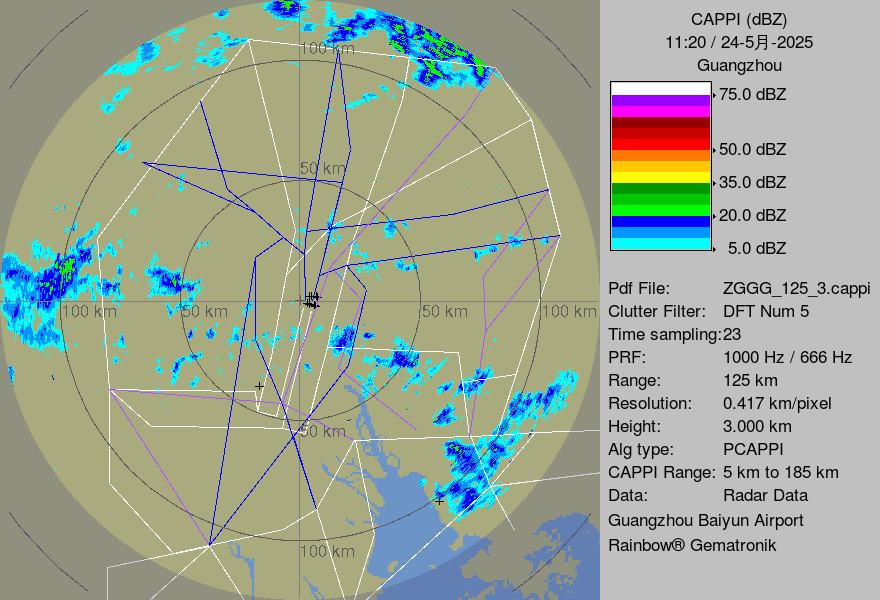 100 km
50 km
100 km
50 km
50 km
100 km
50 km
100 km
CAPPI (dBZ)
11:20 / 24-5月-2025
Guangzhou
75.0 dBZ
50.0 dBZ
35.0 dBZ
20.0 dBZ
5.0 dBZ
Pdf File: ZGGG_125_3.cappi
Clutter Filter: DFT Num 5
Time sampling:23
PRF: 1000 Hz / 666 Hz
Range: 125 km
Resolution: 0.417 km/pixel
Height: 3.000 km
Alg type: PCAPPI
CAPPI Range: 5 km to 185 km
Data: Radar Data
Guangzhou Baiyun Airport
Rainbow® Gematronik